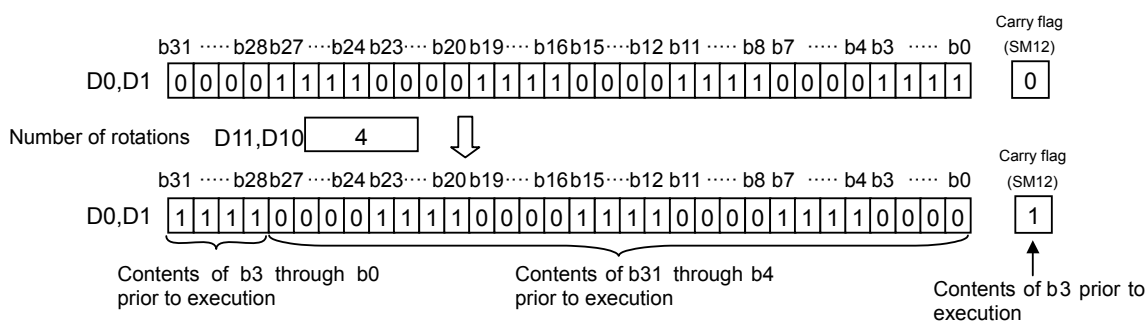 Carry flag
(SM12)
b31 ····· b28 b27 ····b24 b23 ····b20 b19 ···· b16 b15 ···b12 b11 ····· b8 b7 ····· b4 b3 ····· b0
D0,D1 0 0 0 0 1 1 1 1 0 0 0 0 1 1 1 1 0 0 0 0 1 1 1 1 0 0 0 0 1 1 1 1 0
Number of rotations D11,D10 4
Carry flag
(SM12)
b31 ····· b28 b27 ····b24 b23 ····b20 b19 ···· b16 b15 ···b12 b11 ····· b8 b7 ····· b4 b3 ····· b0
D0,D1 1 1 1 1 0 0 0 0 1 1 1 1 0 0 0 0 1 1 1 1 0 0 0 0 1 1 1 1 0 0 0 0 1
Contents of b3 through b0
prior to execution
Contents of b31 through b4
prior to execution
Contents of b3 prior to
execution